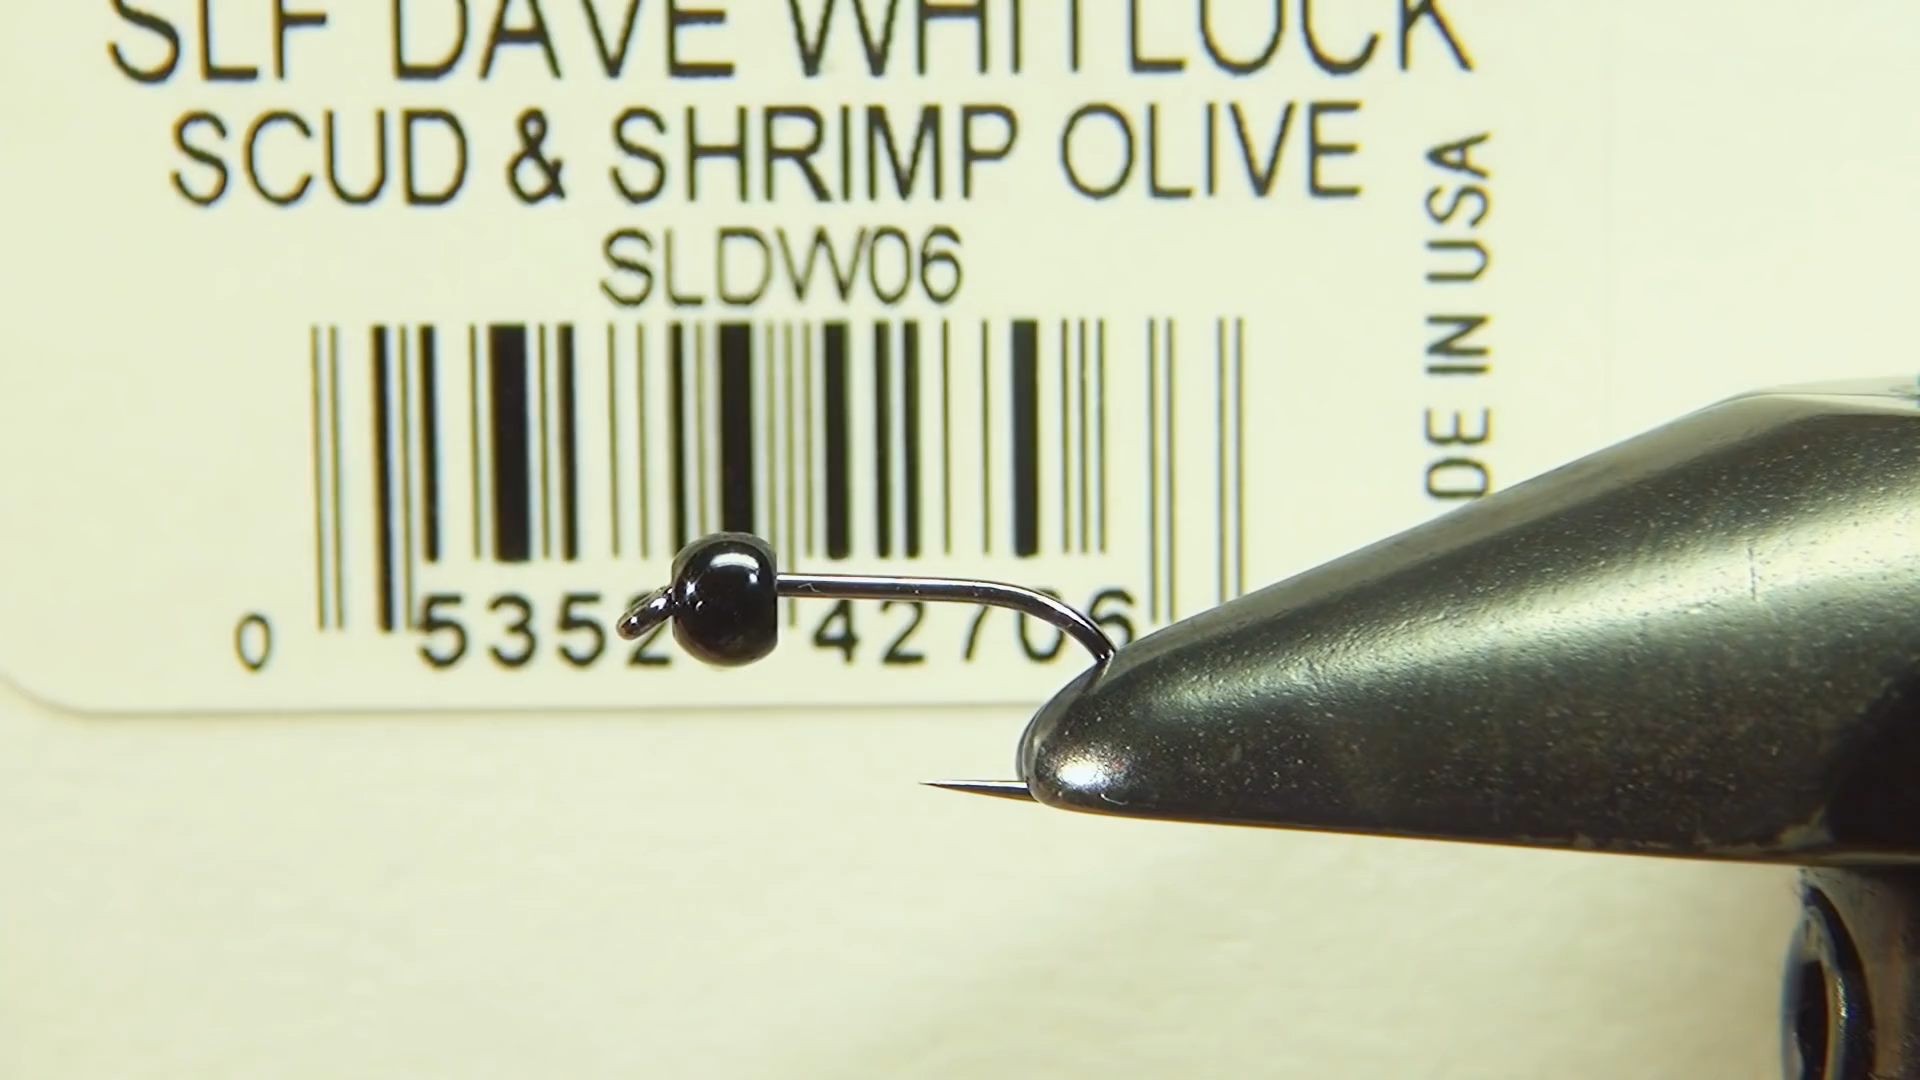 SLF DAVE WHITLOCK
SCUD & SHRIMP OLIVE
SLDW06
0 5352 42706
DE IN USA